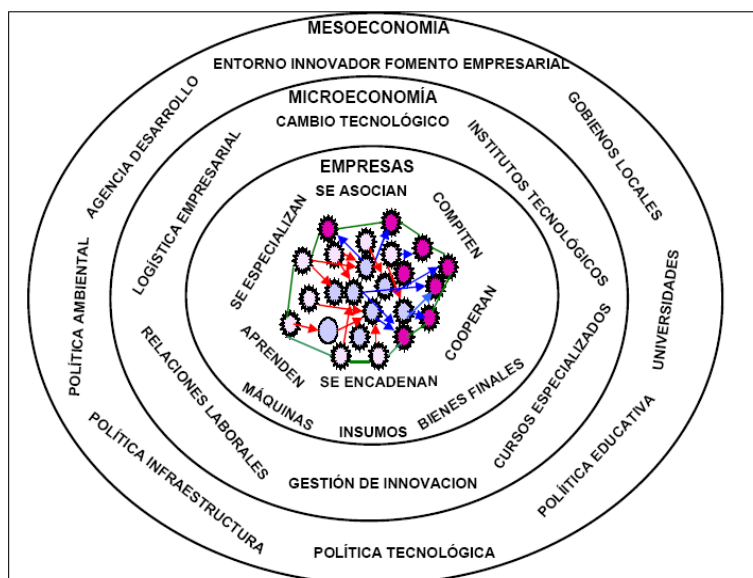 MESOECONOMIA
ENTORNO INNOVADOR FOMENTO EMPRESARIAL
AGENCIA DESARROLLO
GOBIENOS LOCALES
POLÍTICA AMBIENTAL
UNIVERSIDADES
POLÍTICA INFRAESTRUCTURA
POLÍITICA EDUCATIVA
POLÍTICA TECNOLÓGICA
MICROECONOMÍA
CAMBIO TECNOLÓGICO
LOGÍSTICA EMPRESARIAL
INSTITUTOS TECNOLÓGICOS
RELACIONES LABORALES
CURSOS ESPECIALIZADOS
GESTIÓN DE INNOVACION
EMPRESAS
SE ASOCIAN
SE ESPECIALIZAN
COMPITEN
APRENDEN
COOPERAN
SE ENCADENAN
MÁQUINAS
INSUMOS
BIENES FINALES